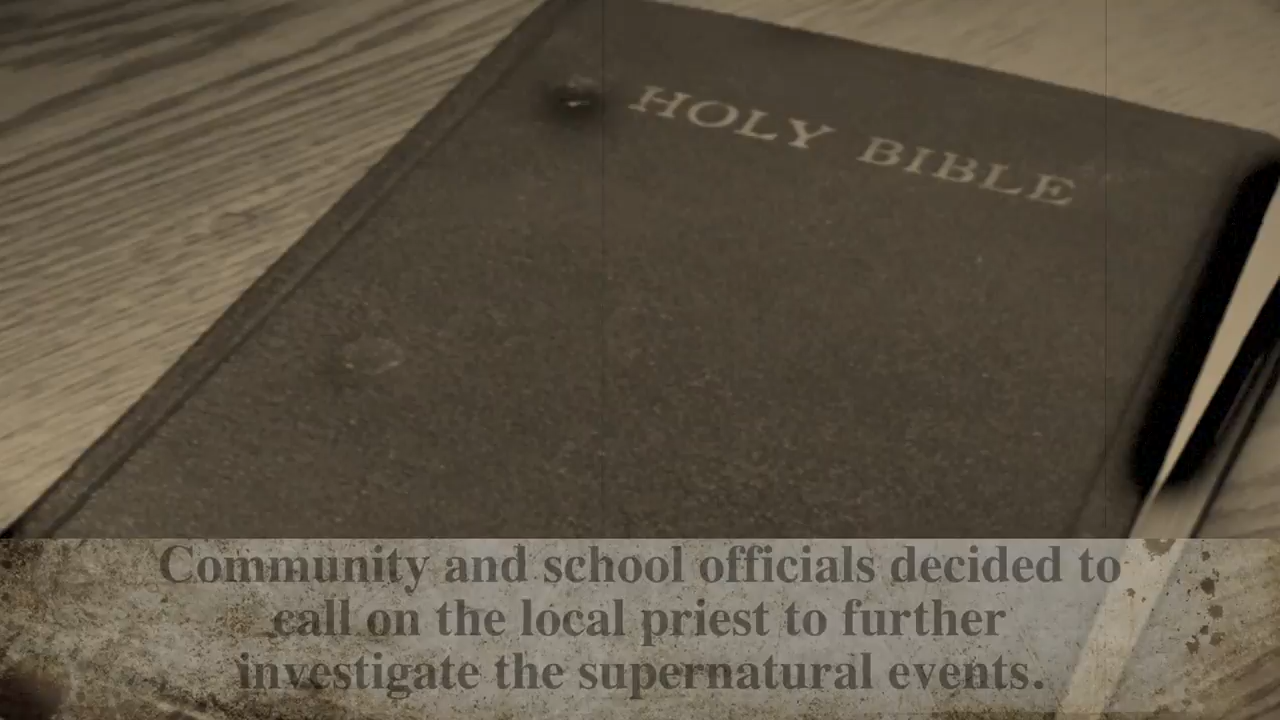 HOLY BIBLE
Community and school officials decided to
call on the local priest to further
investigate the supernatural events.